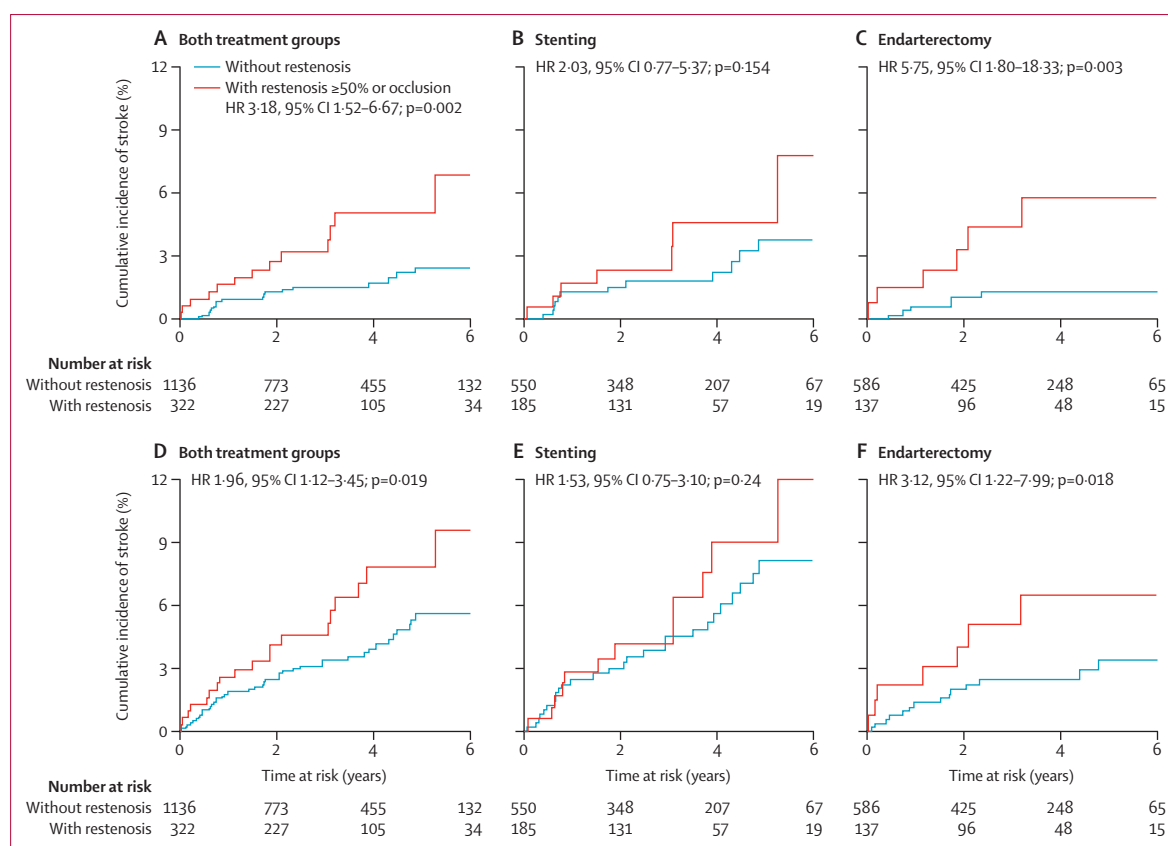 A Both treatment groups
Without restenosis
With restenosis ≥50% or occlusion
HR 3·18, 95% CI 1·52–6·67; p=0·002
B Stenting
HR 2·03, 95% CI 0·77–5·37; p=0·154
C Endarterectomy
HR 5·75, 95% CI 1·80–18·33; p=0·003
Cumulative incidence of stroke (%)
12
9
6
3
0
0 2 4 6
0 2 4 6
0 2 4 6
Number at risk
Without restenosis 1136 773 455 132 550 348 207 67 586 425 248 65
With restenosis 322 227 105 34 185 131 57 19 137 96 48 15
D Both treatment groups
HR 1·96, 95% CI 1·12–3·45; p=0·019
E Stenting
HR 1·53, 95% CI 0·75–3·10; p=0·24
F Endarterectomy
HR 3·12, 95% CI 1·22–7·99; p=0·018
Cumulative incidence of stroke (%)
12
9
6
3
0
0 2 4 6
0 2 4 6
0 2 4 6
Time at risk (years) Time at risk (years) Time at risk (years)
Number at risk
Without restenosis 1136 773 455 132 550 348 207 67 586 425 248 65
With restenosis 322 227 105 34 185 131 57 19 137 96 48 15